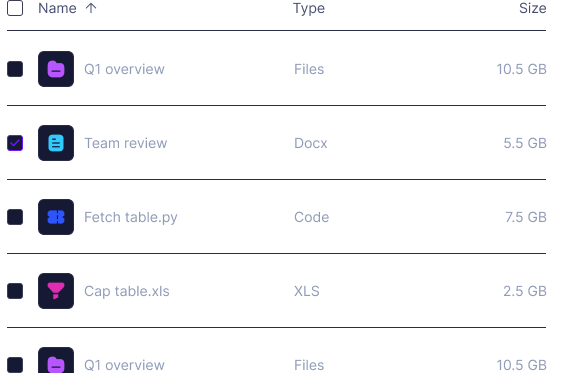 Name ↑ Type Size
Q1 overview Files 10.5 GB
Team review Docx 5.5 GB
Fetch table.py Code 7.5 GB
Cap table.xls XLS 2.5 GB
Q1 overview Files 10.5 GB